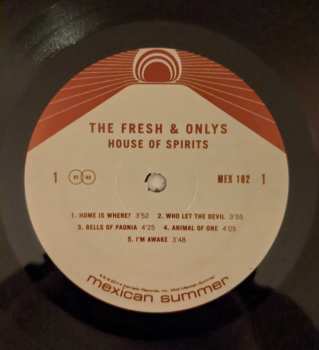 THE FRESH & ONLYS
HOUSE OF SPIRITS
1 MEX 182 1
1. HOME IS WHERE? 3'52 2. WHO LET THE DEVIL 3'55
3. BELLS OF PAONIA 4'25 4. ANIMAL OF ONE 4'05
5. I'M AWAKE 3'48
mexican summer